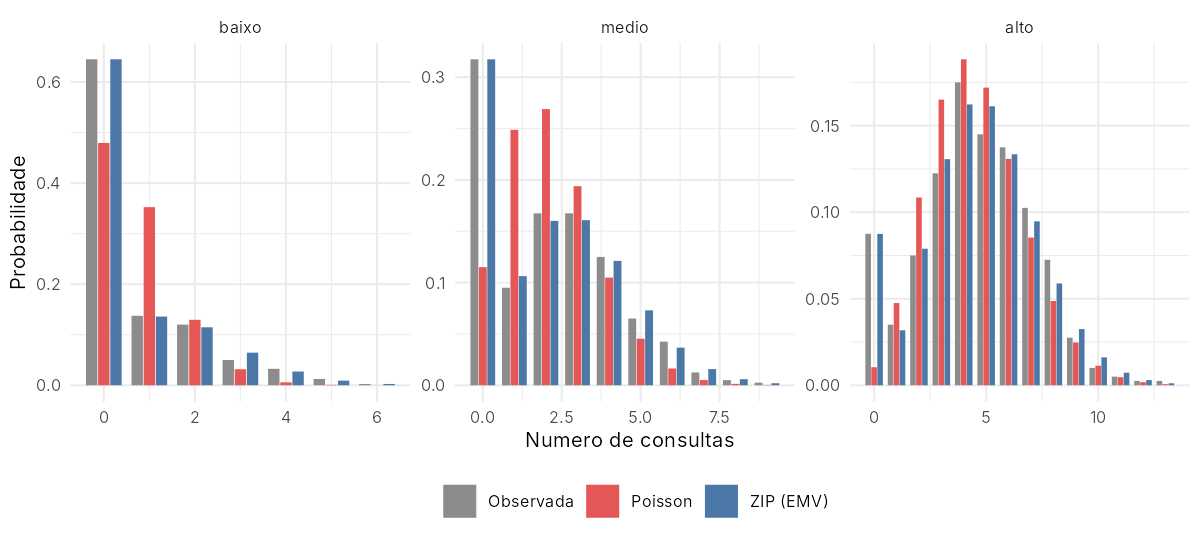 baixo
medio
alto
Probabilidade
0.0
0.2
0.4
0.6
0.0
0.1
0.2
0.3
0.00
0.05
0.10
0.15
0
2
4
6
0.0
2.5
5.0
7.5
0
5
10
Numero de consultas
Observada
Poisson
ZIP (EMV)